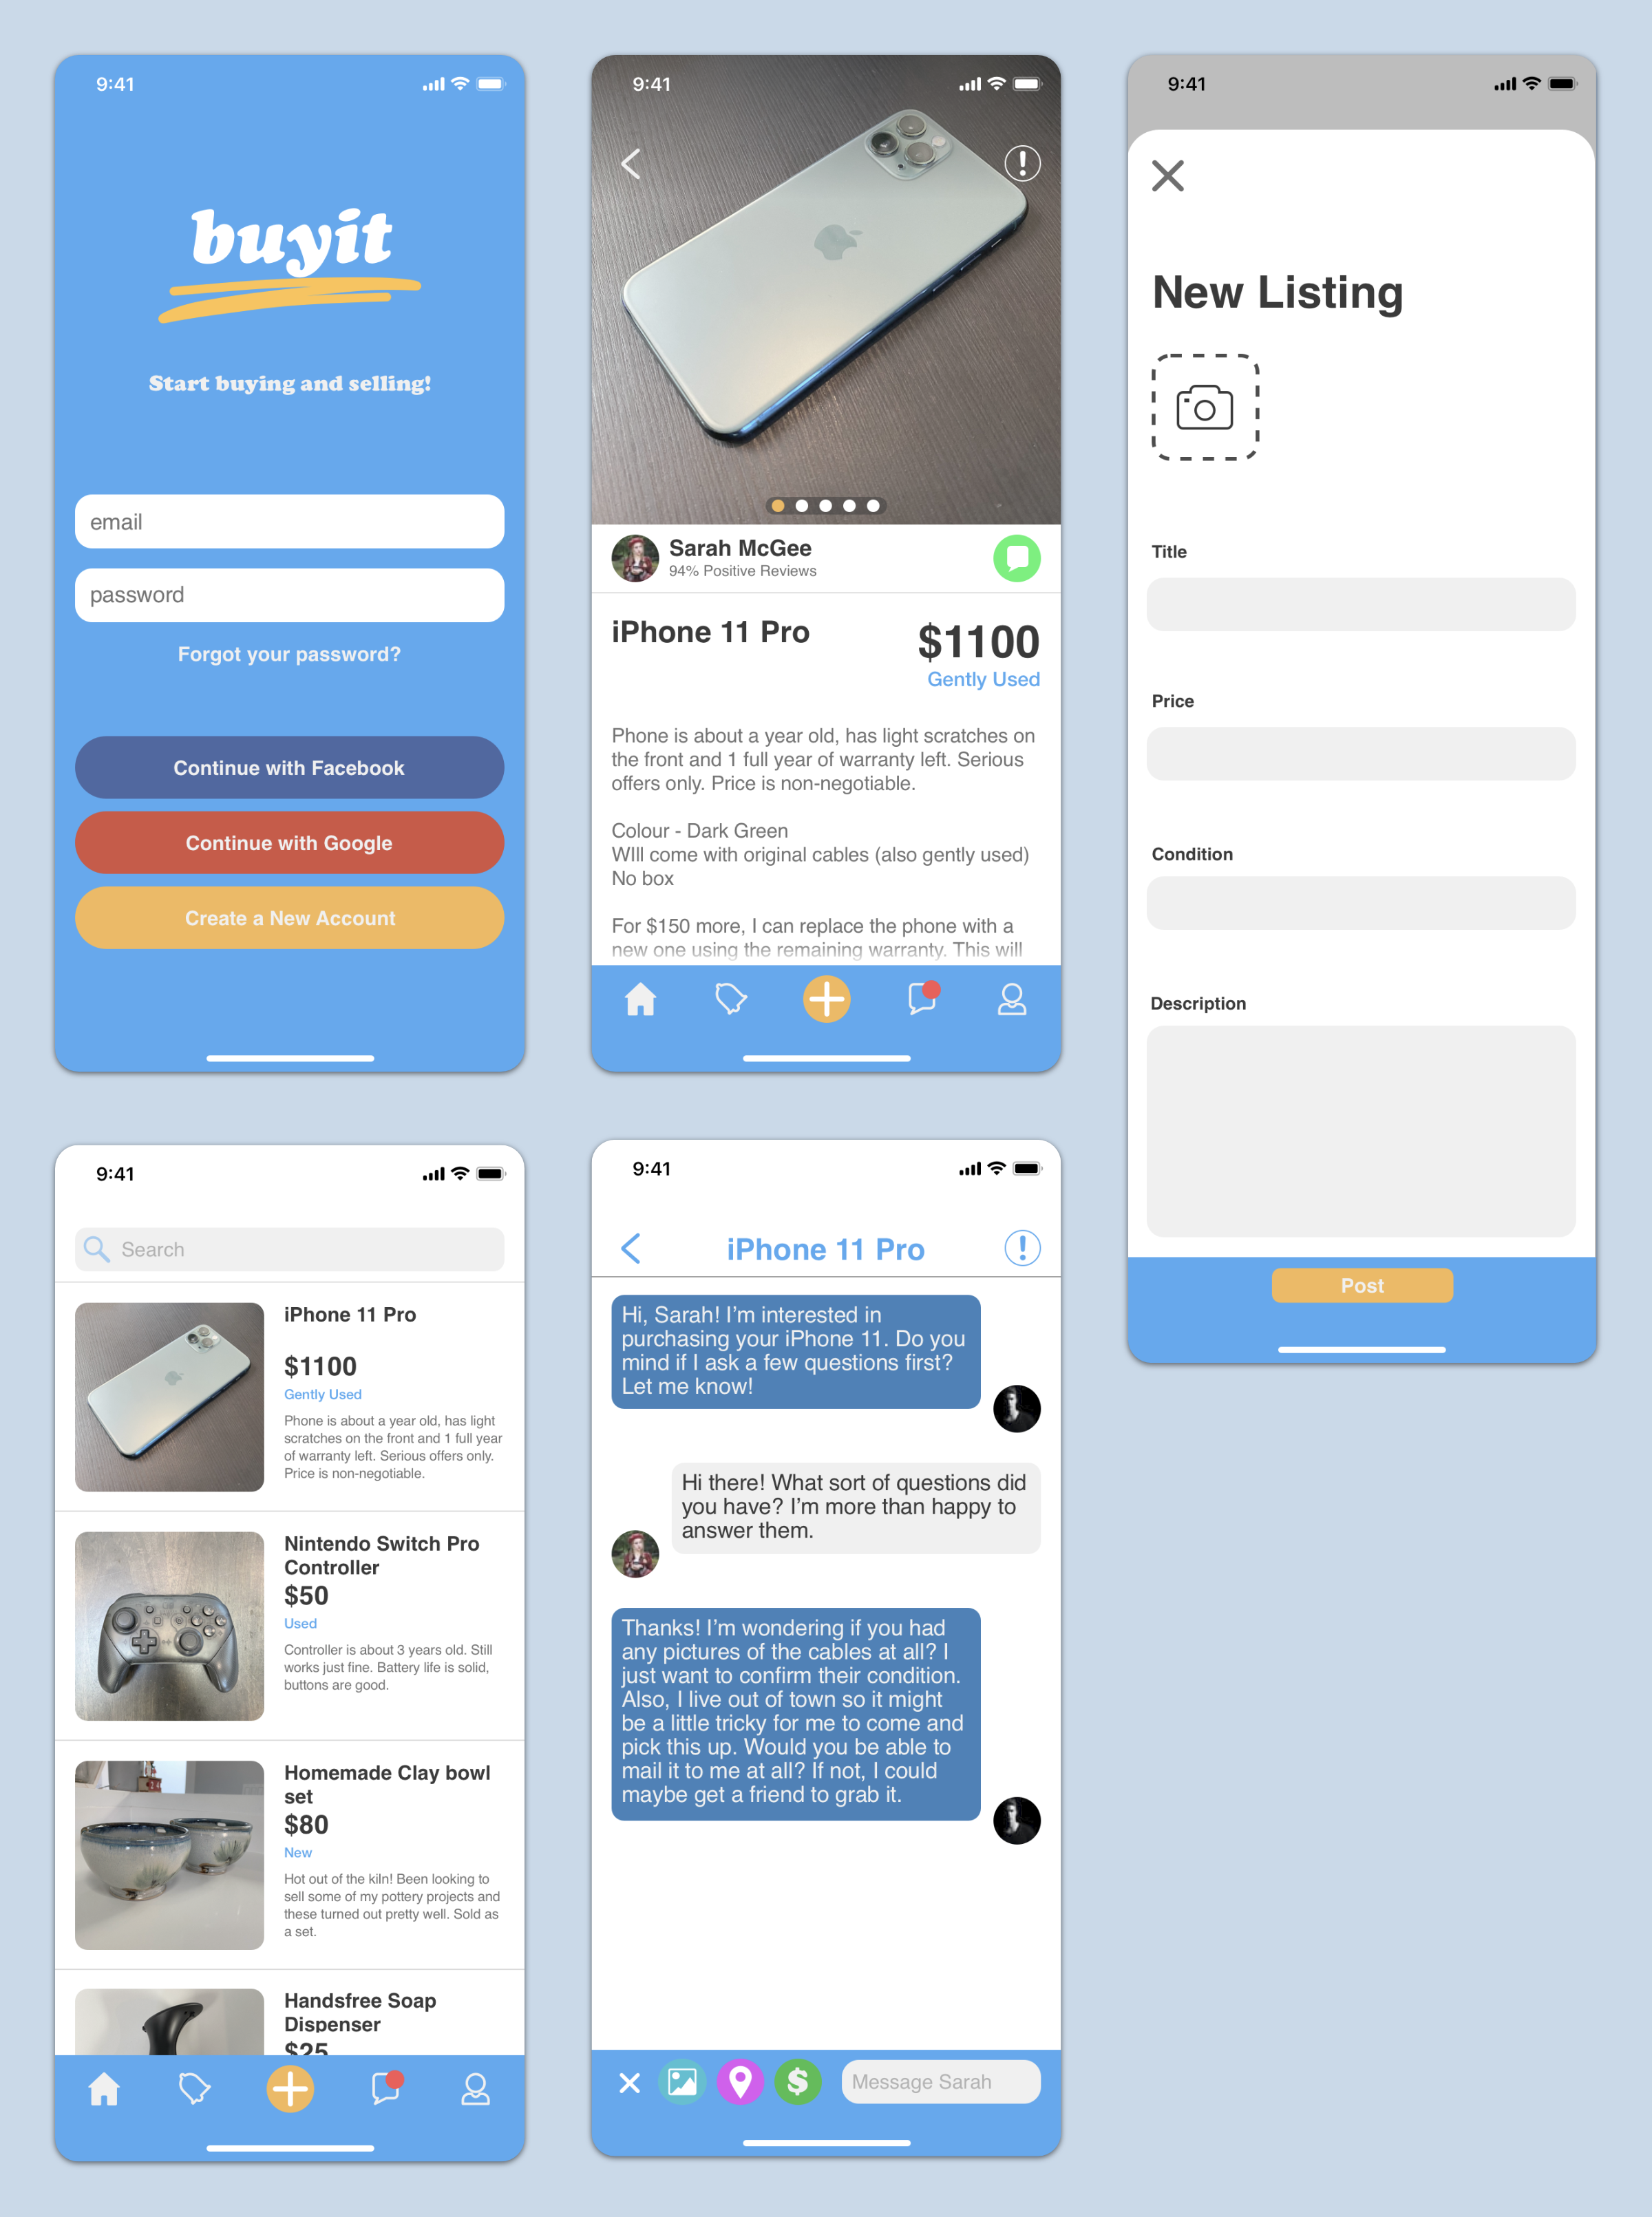 9:41
buyit
Start buying and selling!
email
password
Forgot your password?
Continue with Facebook
Continue with Google
Create a New Account
9:41
Sarah McGee
94% Positive Reviews
iPhone 11 Pro
$1100
Gently Used
Phone is about a year old, has light scratches on
the front and 1 full year of warranty left. Serious
offers only. Price is non-negotiable.
Colour - Dark Green
WIll come with original cables (also gently used)
No box
For $150 more, I can replace the phone with a
new one using the remaining warranty. This will
9:41
New Listing
Title
Price
Condition
Description
Post
9:41
Search
iPhone 11 Pro
$1100
Gently Used
Phone is about a year old, has light
scratches on the front and 1 full year
of warranty left. Serious offers only.
Price is non-negotiable.
Nintendo Switch Pro
Controller
$50
Used
Controller is about 3 years old. Still
works just fine. Battery life is solid,
buttons are good.
Homemade Clay bowl
set
$80
New
Hot out of the kiln! Been looking to
sell some of my pottery projects and
these turned out pretty well. Sold as
a set.
Handsfree Soap
Dispenser
$25
9:41
iPhone 11 Pro
Hi, Sarah! I'm interested in
purchasing your iPhone 11. Do you
mind if I ask a few questions first?
Let me know!
Hi there! What sort of questions did
you have? I'm more than happy to
answer them.
Thanks! I'm wondering if you had
any pictures of the cables at all? I
just want to confirm their condition.
Also, I live out of town so it might
be a little tricky for me to come and
pick this up. Would you be able to
mail it to me at all? If not, I could
maybe get a friend to grab it.
$
Message Sarah